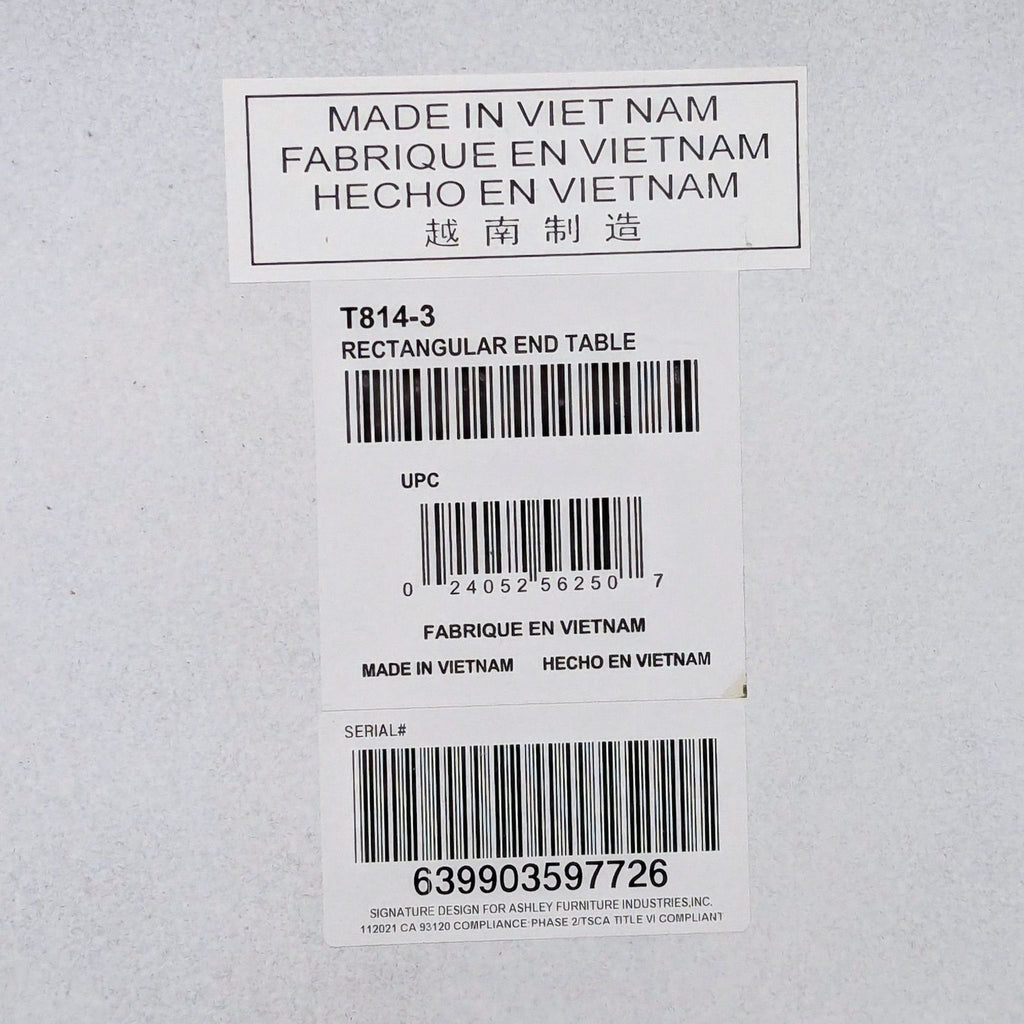 MADE IN VIET NAM
FABRIQUE EN VIETNAM
HECHO EN VIETNAM
越南制造
T814-3
RECTANGULAR END TABLE
UPC
0 24052 56250 7
FABRIQUE EN VIETNAM
MADE IN VIETNAM HECHO EN VIETNAM
SERIAL#
639903597726
SIGNATURE DESIGN FOR ASHLEY FURNITURE INDUSTRIES,INC.
112021 CA 93120 COMPLIANCE PHASE 2/TSCA TITLE VI COMPLIANT